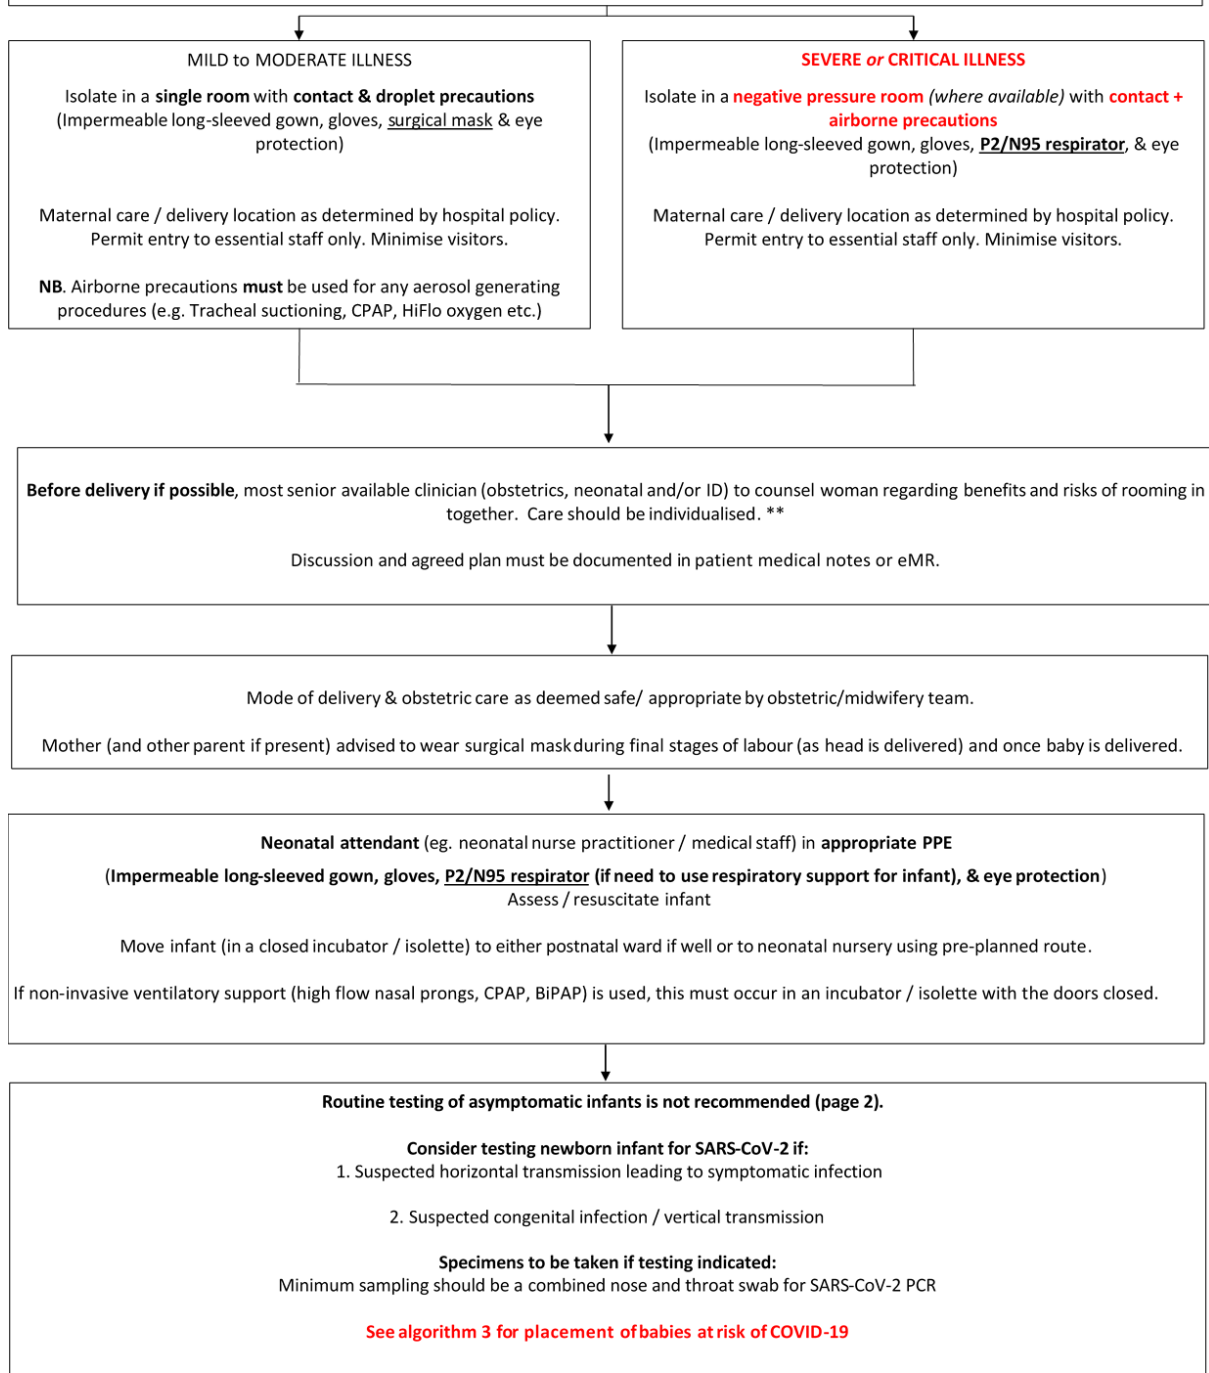 MILD to MODERATE ILLNESS
Isolate in a single room with contact & droplet precautions
(Impermeable long-sleeved gown, gloves, surgical mask & eye
protection)
Maternal care / delivery location as determined by hospital policy.
Permit entry to essential staff only. Minimise visitors.
NB. Airborne precautions must be used for any aerosol generating
procedures (e.g. Tracheal suctioning, CPAP, HiFlo oxygen etc.)
SEVERE or CRITICAL ILLNESS
Isolate in a negative pressure room (where available) with contact +
airborne precautions
(Impermeable long-sleeved gown, gloves, P2/N95 respirator, & eye
protection)
Maternal care / delivery location as determined by hospital policy.
Permit entry to essential staff only. Minimise visitors.
Before delivery if possible, most senior available clinician (obstetrics, neonatal and/or ID) to counsel woman regarding benefits and risks of rooming in
together. Care should be individualised. **
Discussion and agreed plan must be documented in patient medical notes or eMR.
Mode of delivery & obstetric care as deemed safe/ appropriate by obstetric/midwifery team.
Mother (and other parent if present) advised to wear surgical mask during final stages of labour (as head is delivered) and once baby is delivered.
Neonatal attendant (eg. neonatal nurse practitioner / medical staff) in appropriate PPE
(Impermeable long-sleeved gown, gloves, P2/N95 respirator (if need to use respiratory support for infant), & eye protection)
Assess / resuscitate infant
Move infant (in a closed incubator / isolette) to either postnatal ward if well or to neonatal nursery using pre-planned route.
If non-invasive ventilatory support (high flow nasal prongs, CPAP, BiPAP) is used, this must occur in an incubator / isolette with the doors closed.
Routine testing of asymptomatic infants is not recommended (page 2).
Consider testing newborn infant for SARS-CoV-2 if:
1. Suspected horizontal transmission leading to symptomatic infection
2. Suspected congenital infection / vertical transmission
Specimens to be taken if testing indicated:
Minimum sampling should be a combined nose and throat swab for SARS-CoV-2 PCR
See algorithm 3 for placement of babies at risk of COVID-19